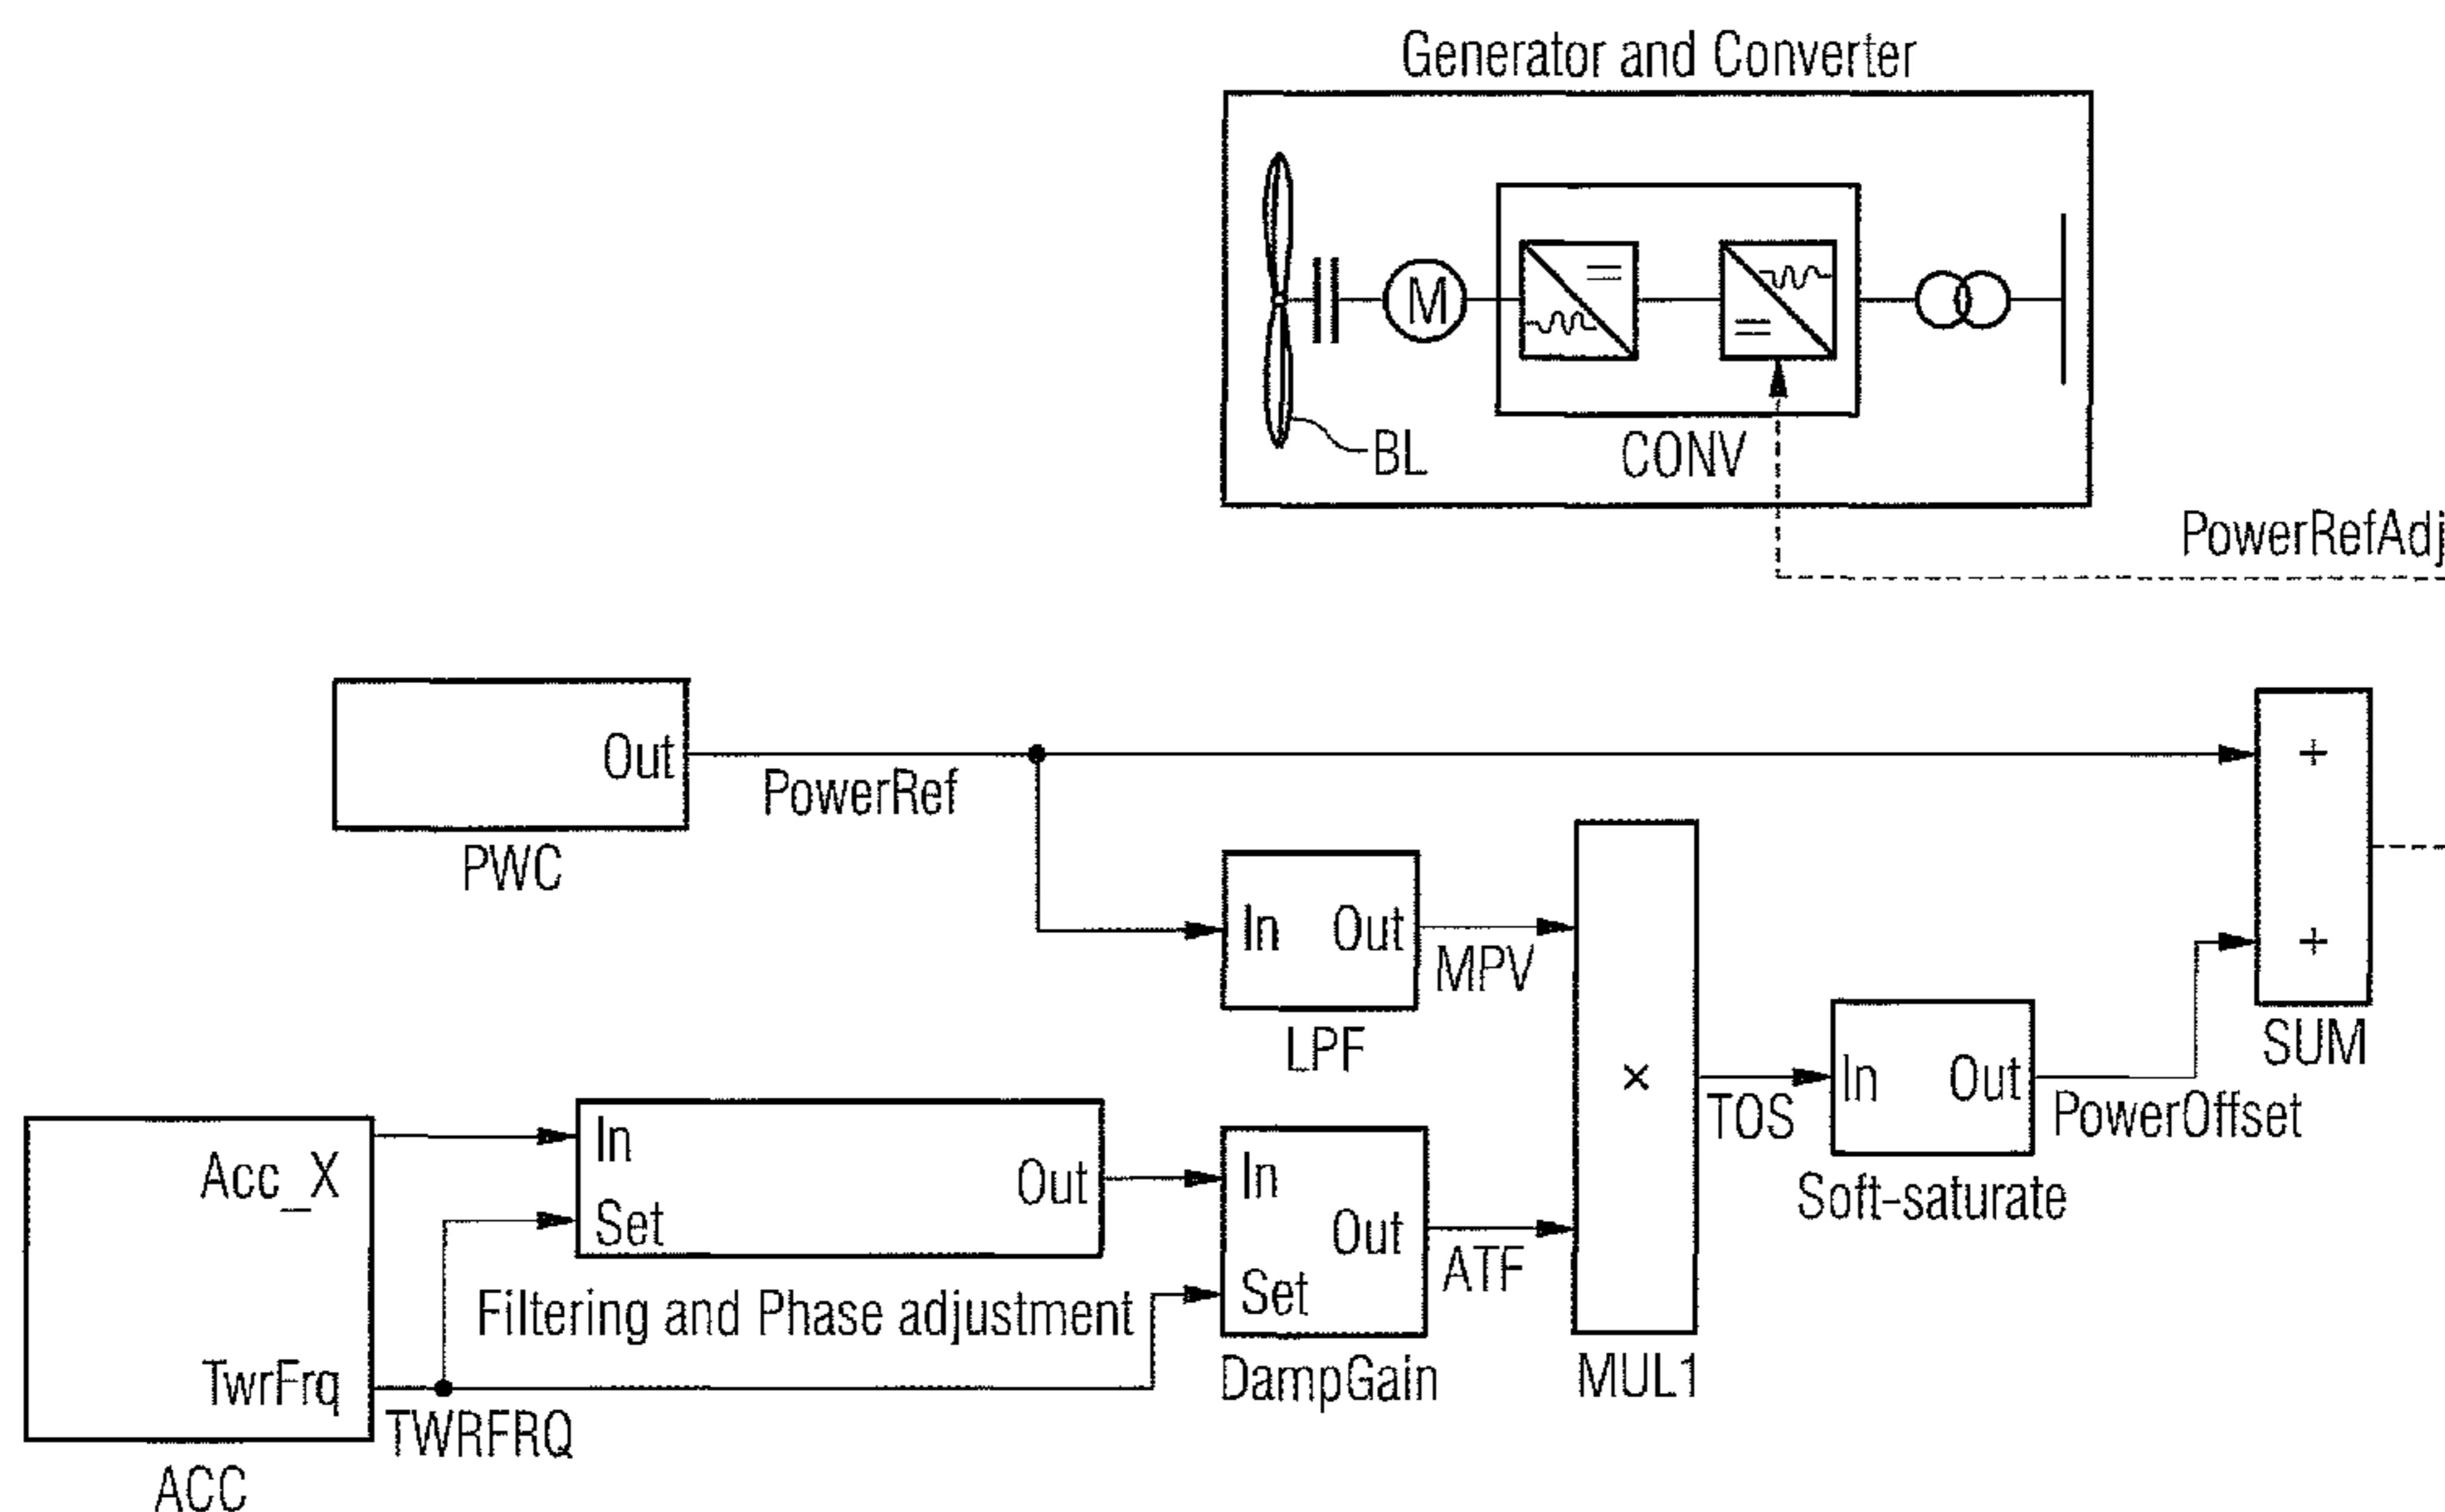 Generator and Converter
M
BL
CONV
PowerRefAdj
Out
PowerRef
PWC
+
In Out
MPV
LPF
+
SUM
×
TOS
In Out
PowerOffset
Soft-saturate
Acc_X
TwrFrq
TWRFRQ
ACC
In
Out
Set
Filtering and Phase adjustment
In
Out
Set
ATF
DampGain
MUL1